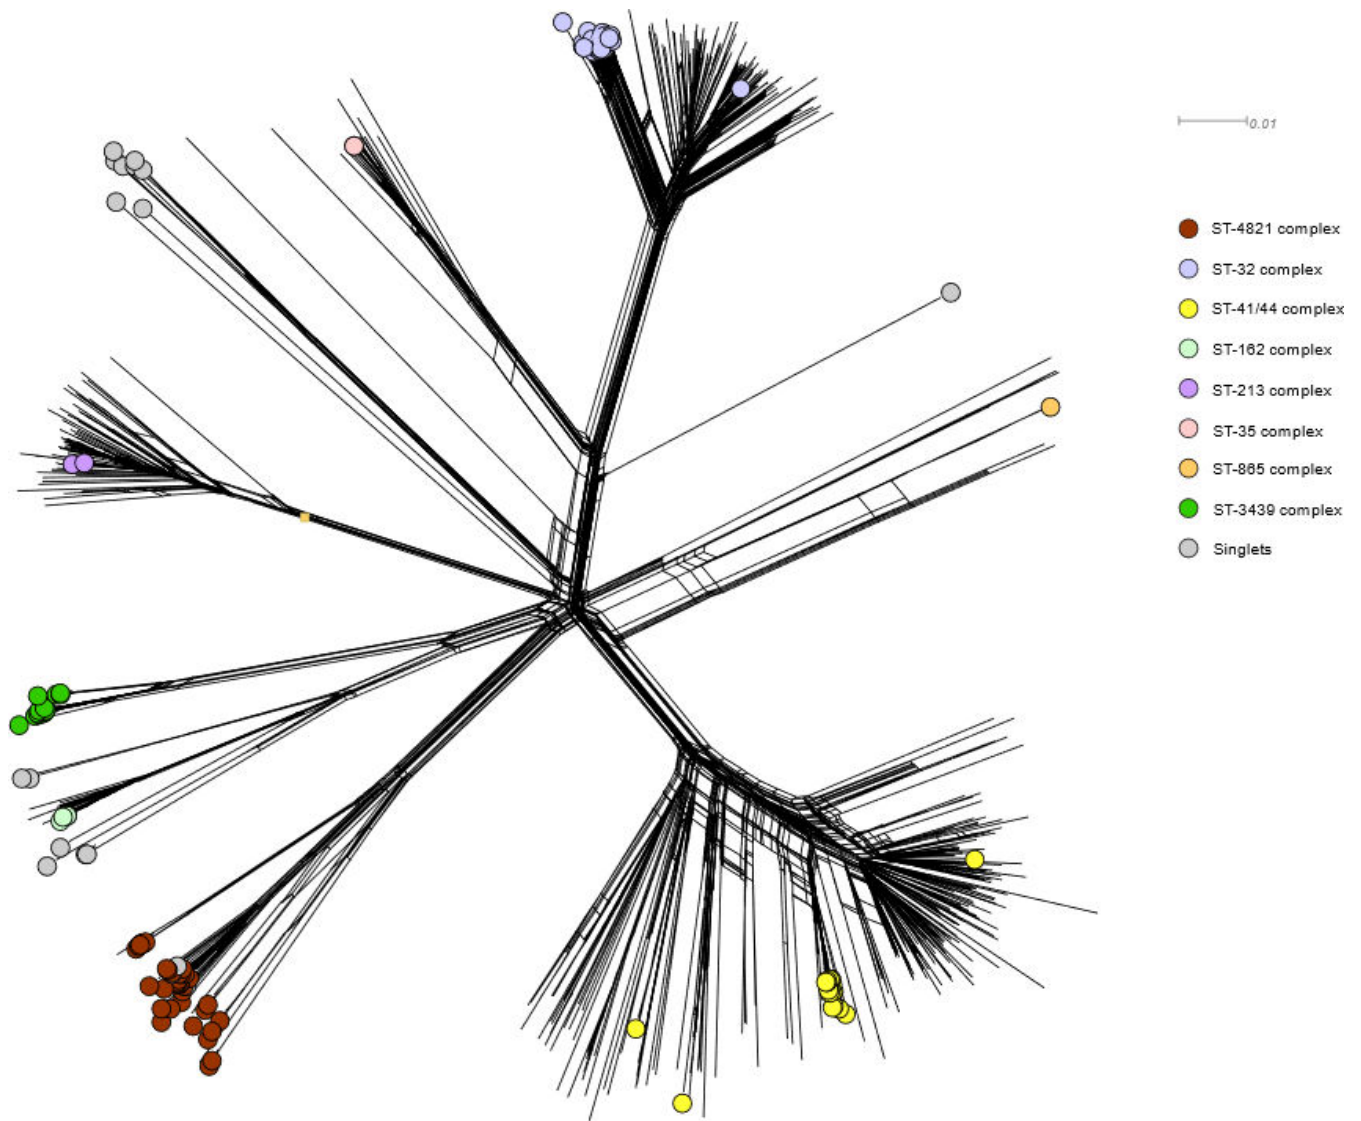 0.01
ST-4821 complex
ST-32 complex
ST-41/44 complex
ST-162 complex
ST-213 complex
ST-35 complex
ST-865 complex
ST-3439 complex
Singlets